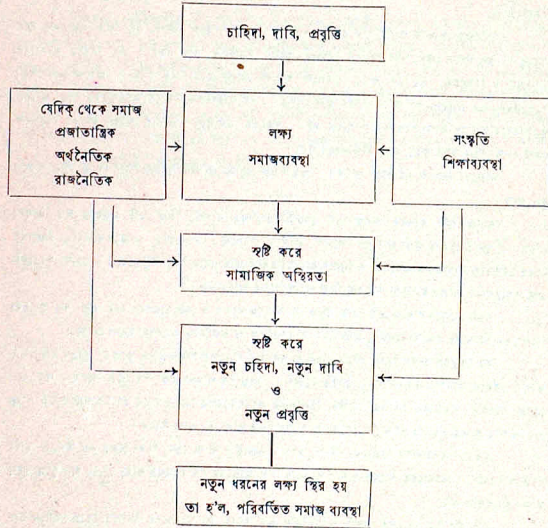 চাহিদা, দাবি, প্রবৃত্তি
যেদিক্ থেকে সমাজ
প্রজাতান্ত্রিক
অর্থনৈতিক
রাজনৈতিক
লক্ষ্য
সমাজব্যবস্থা
সংস্কৃতি
শিক্ষাব্যবস্থা
সৃষ্টি করে
সামাজিক অস্থিরতা
সৃষ্টি করে
নতুন চহিদা, নতুন দাবি
ও
নতুন প্রবৃত্তি
নতুন ধরনের লক্ষ্য স্থির হয়
তা হ'ল, পরিবর্তিত সমাজ ব্যবস্থা